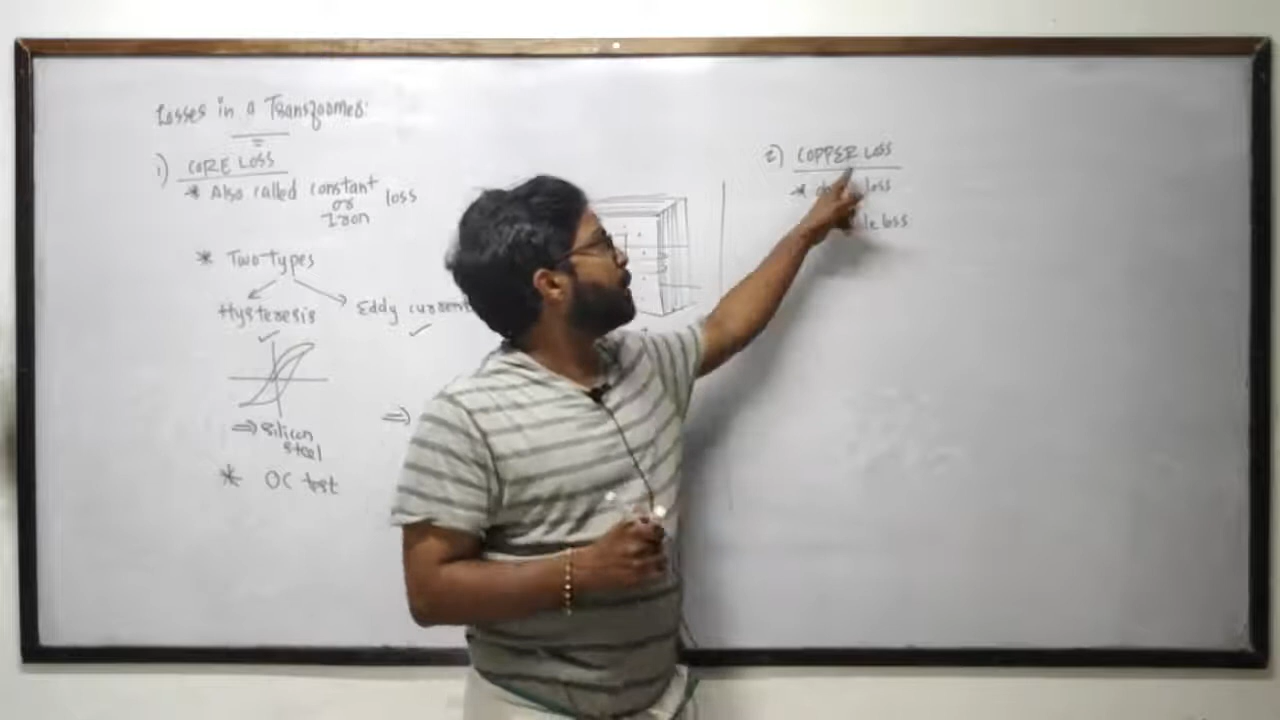 Losses in a Transformer:
i) CORE LOSS
* Also called constant
or
Iron
loss
* Two-types
Hysteresis
Eddy current
⇒ silicon
steel
* OC test
2) COPPER LOSS
* loss
le loss